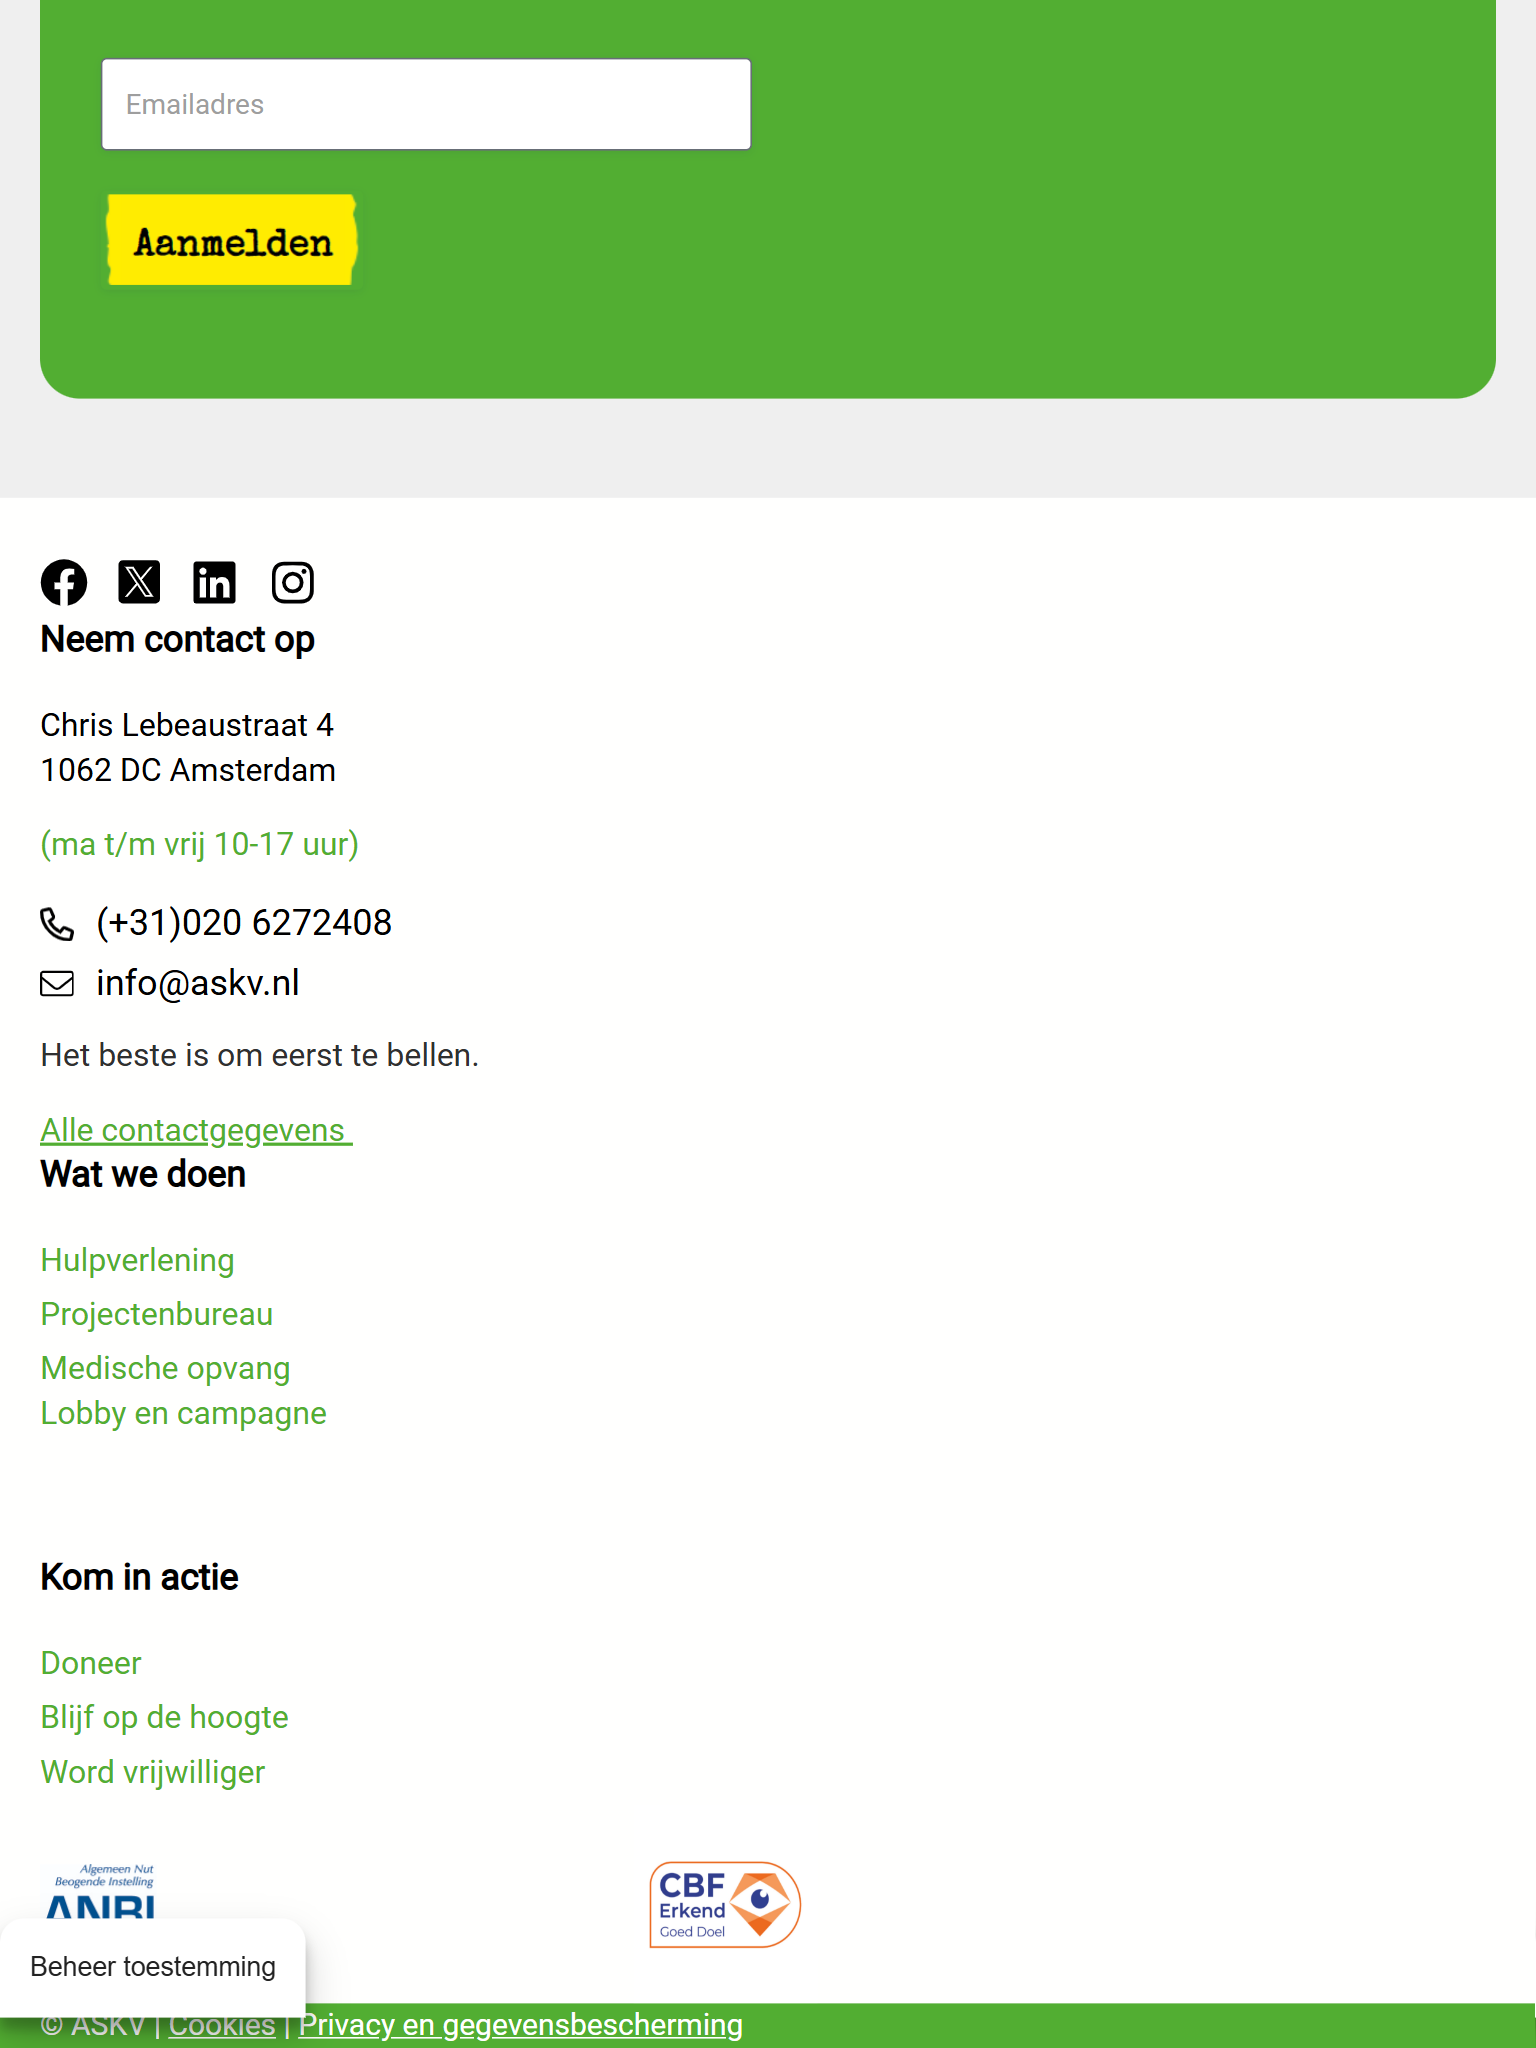 Emailadres
Aanmelden
Neem contact op
Chris Lebeaustraat 4
1062 DC Amsterdam
(ma t/m vrij 10-17 uur)
(+31)020 6272408
info@askv.nl
Het beste is om eerst te bellen.
Alle contactgegevens
Wat we doen
Hulpverlening
Projectenbureau
Medische opvang
Lobby en campagne
Kom in actie
Doneer
Blijf op de hoogte
Word vrijwilliger
Algemeen Nut
Beogende Instelling
ANBI
CBF
Erkend
Goed Doel
Beheer toestemming
© ASKV | Cookies | Privacy en gegevensbescherming